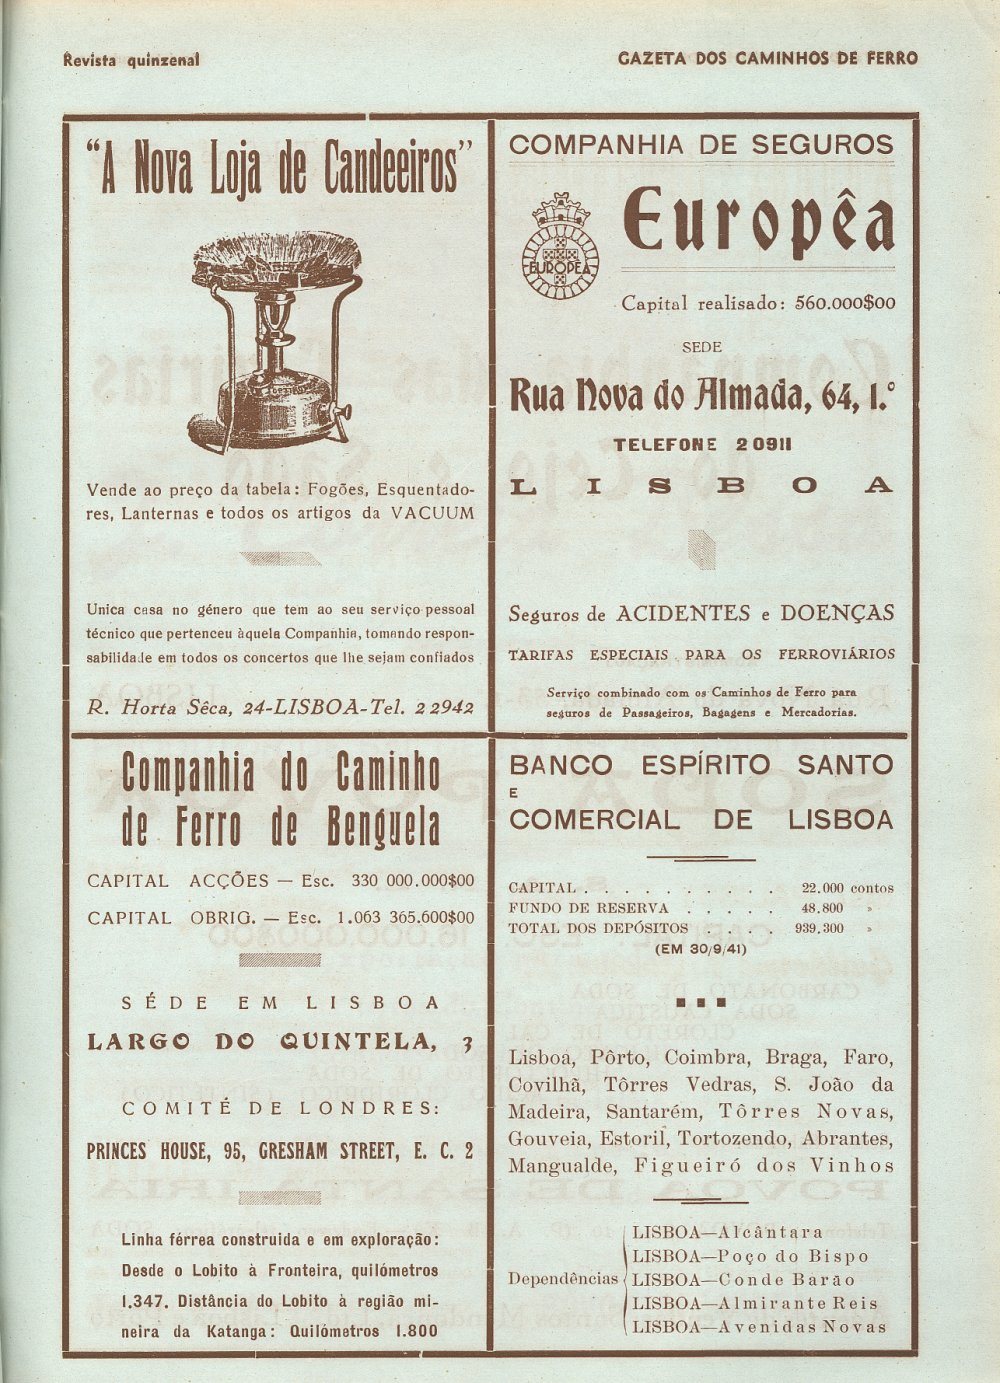 Revista quinzenal
GAZETA DOS CAMINHOS DE FERRO
"A Nova Loja de Candeeiros"
Vende ao preço da tabela: Fogões, Esquentado-
res, Lanternas e todos os artigos da VACUUM
Unica casa no género que tem ao seu serviço pessoal
técnico que pertenceu àquela Companhia, tomando respon-
sabilidade em todos os concertos que lhe sejam confiados
R. Horta Sêca, 24-LISBOA-Tel. 22942
COMPANHIA DE SEGUROS
EUROPEA
Europêa
Capital realisado: 560.000$00
SEDE
Rua Nova do Almada, 64, 1.º
TELEFONE 20911
LISBOA
Seguros de ACIDENTES e DOENÇAS
TARIFAS ESPECIAIS PARA OS FERROVIÁRIOS
Serviço combinado com os Caminhos de Ferro para
seguros de Passageiros, Bagagens e Mercadorias.
Companhia do Caminho
de Ferro de Benguela
CAPITAL ACÇÕES — Esc. 330 000.000$00
CAPITAL OBRIG. — Esc. 1.063 365.600$00
SÉDE EM LISBOA
LARGO DO QUINTELA, 3
COMITÉ DE LONDRES:
PRINCES HOUSE, 95, GRESHAM STREET, E. C. 2
Linha férrea construida e em exploração:
Desde o Lobito à Fronteira, quilómetros
1.347. Distância do Lobito à região mi-
neira da Katanga: Quilómetros 1.800
BANCO ESPÍRITO SANTO
E
COMERCIAL DE LISBOA
CAPITAL . . . . . . . . . . 22.000 contos
FUNDO DE RESERVA . . . . . 48.800 »
TOTAL DOS DEPÓSITOS . . . . 939.300 »
(EM 30/9/41)
Lisboa, Pôrto, Coimbra, Braga, Faro,
Covilhã, Tôrres Vedras, S. João da
Madeira, Santarém, Tôrres Novas,
Gouveia, Estoril, Tortozendo, Abrantes,
Mangualde, Figueiró dos Vinhos
Dependências
LISBOA—Alcântara
LISBOA—Poço do Bispo
LISBOA—Conde Barão
LISBOA—Almirante Reis
LISBOA—Avenidas Novas